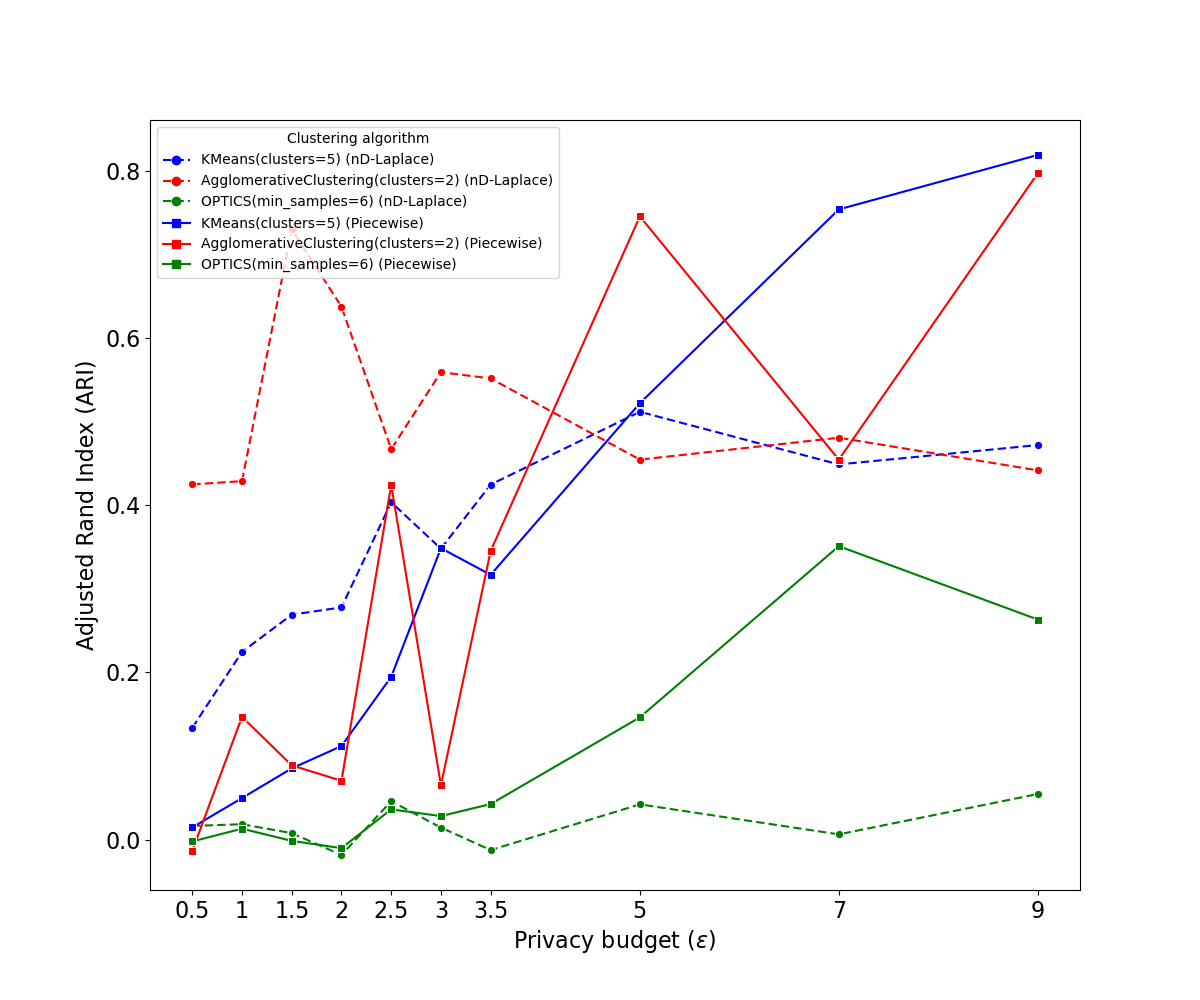 Clustering algorithm
KMeans(clusters=5) (nD-Laplace)
AgglomerativeClustering(clusters=2) (nD-Laplace)
OPTICS(min_samples=6) (nD-Laplace)
KMeans(clusters=5) (Piecewise)
AgglomerativeClustering(clusters=2) (Piecewise)
OPTICS(min_samples=6) (Piecewise)
Adjusted Rand Index (ARI)
0.8
0.6
0.4
0.2
0.0
0.5 1 1.5 2 2.5 3 3.5 5 7 9
Privacy budget (ε)